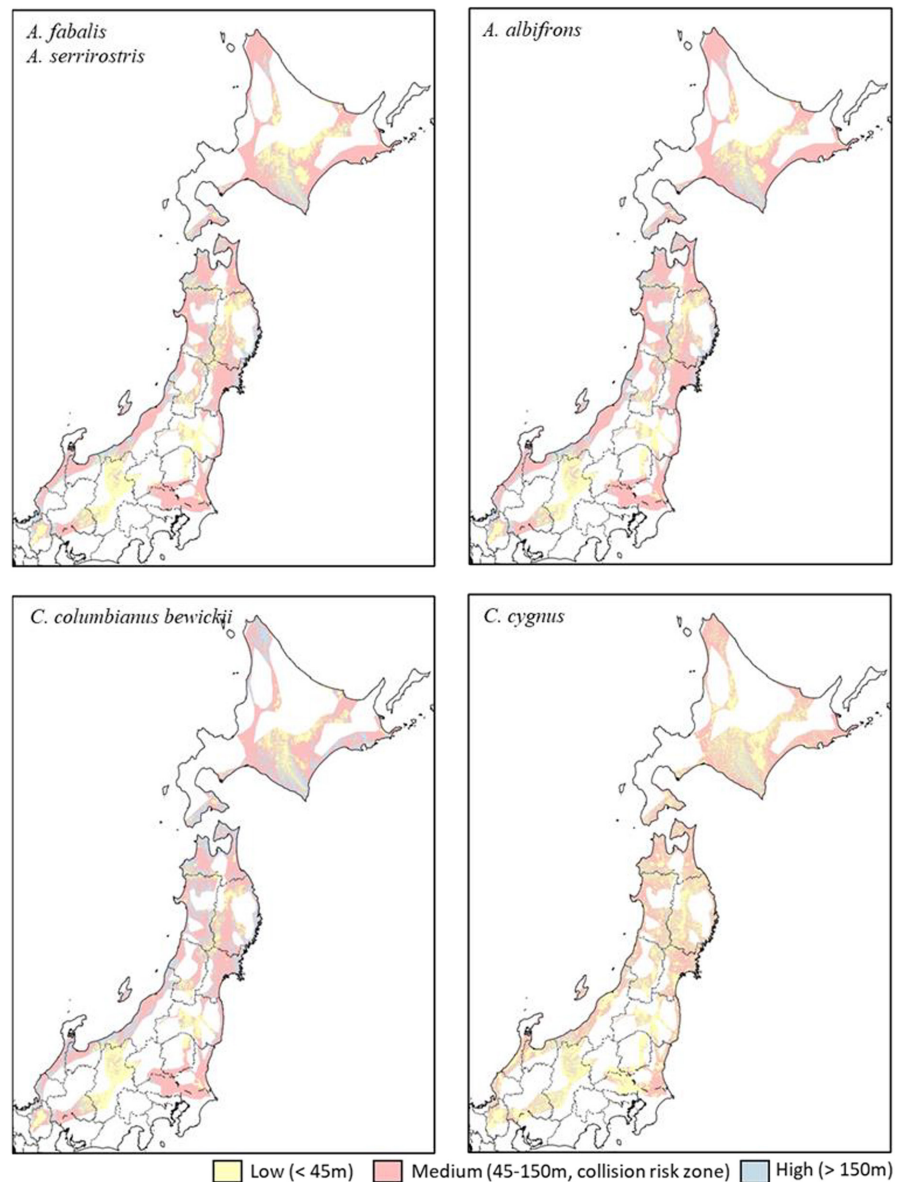 A. fabalis
A. serrirostris
A. albifrons
C. columbianus bewickii
C. cygnus
Low (< 45m) Medium (45-150m, collision risk zone) High (> 150m)